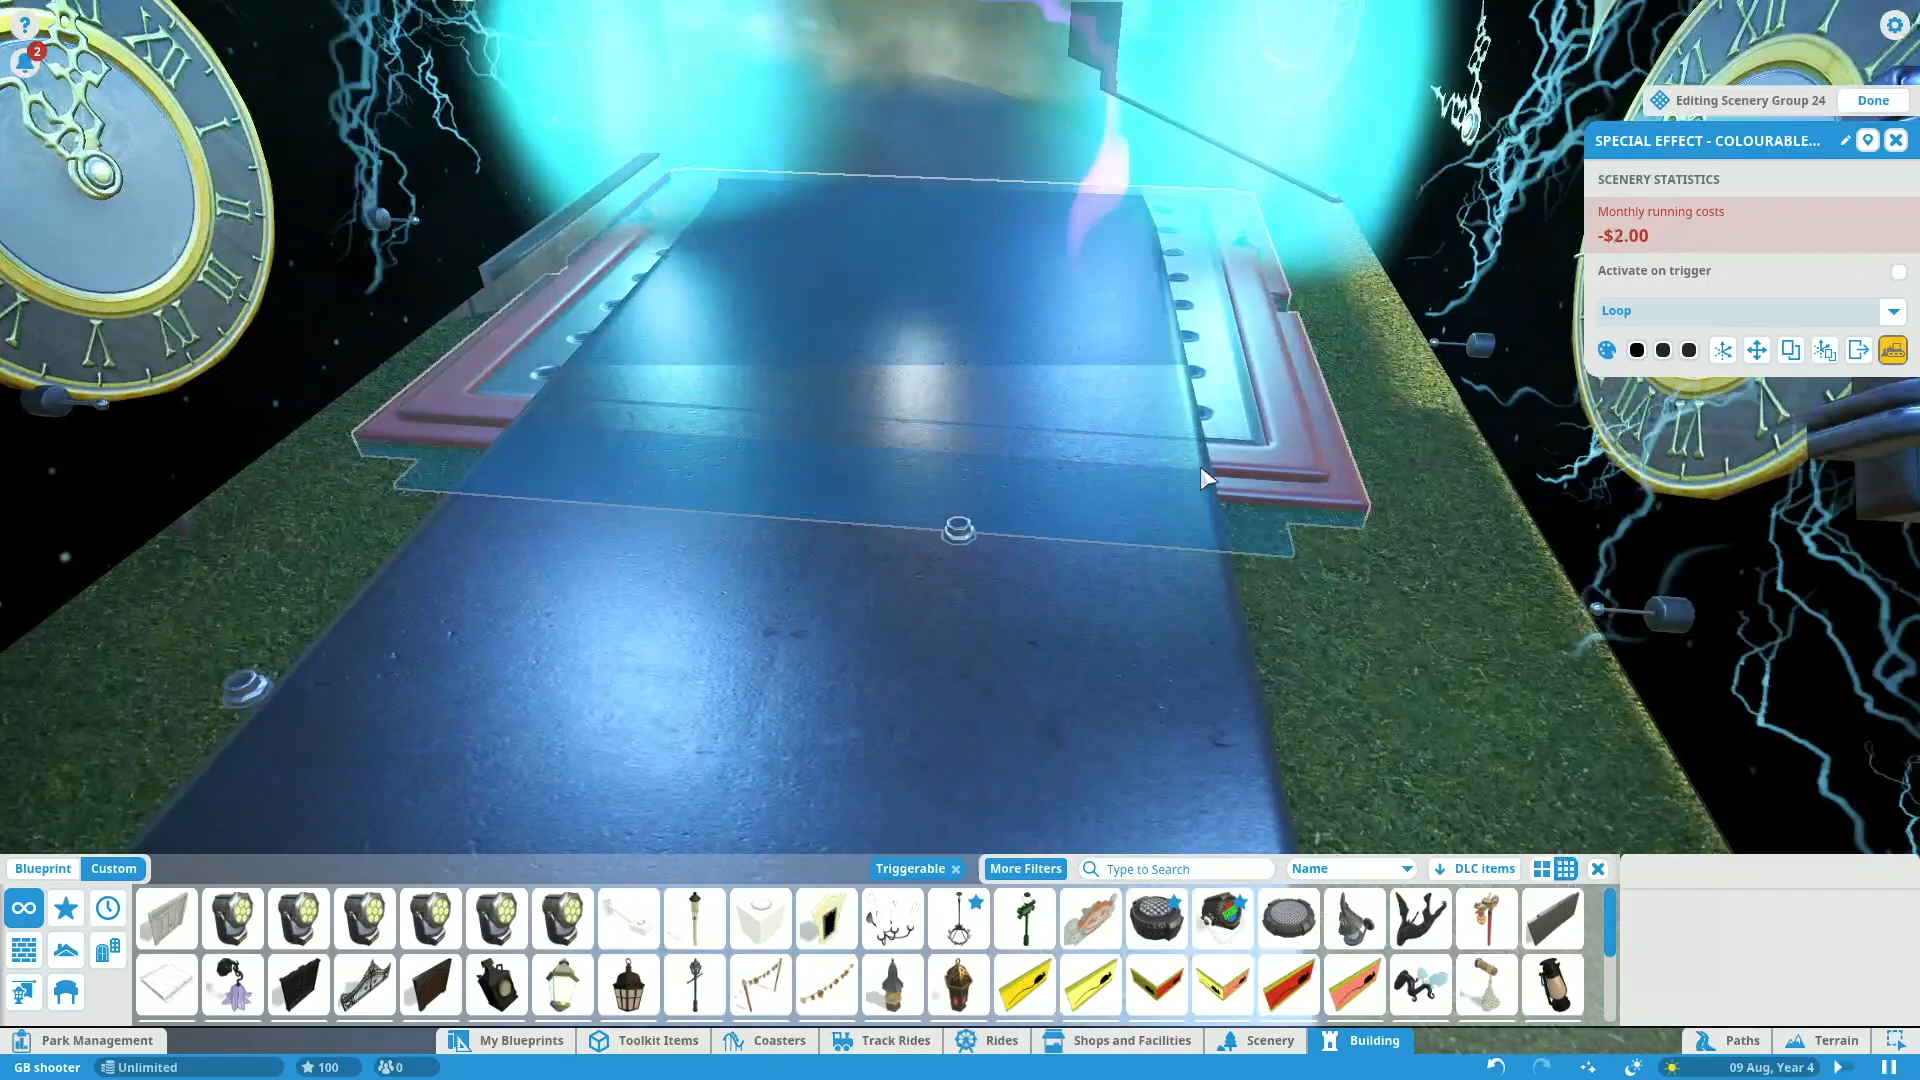 2
Editing Scenery Group 24
Done
SPECIAL EFFECT - COLOURABLE...
SCENERY STATISTICS
Monthly running costs
-$2.00
Activate on trigger
Loop
Blueprint
Custom
Triggerable
More Filters
Type to Search
Name
DLC items
Park Management
My Blueprints
Toolkit Items
Coasters
Track Rides
Rides
Shops and Facilities
Scenery
Building
Paths
Terrain
GB shooter
Unlimited
100
0
09 Aug, Year 4